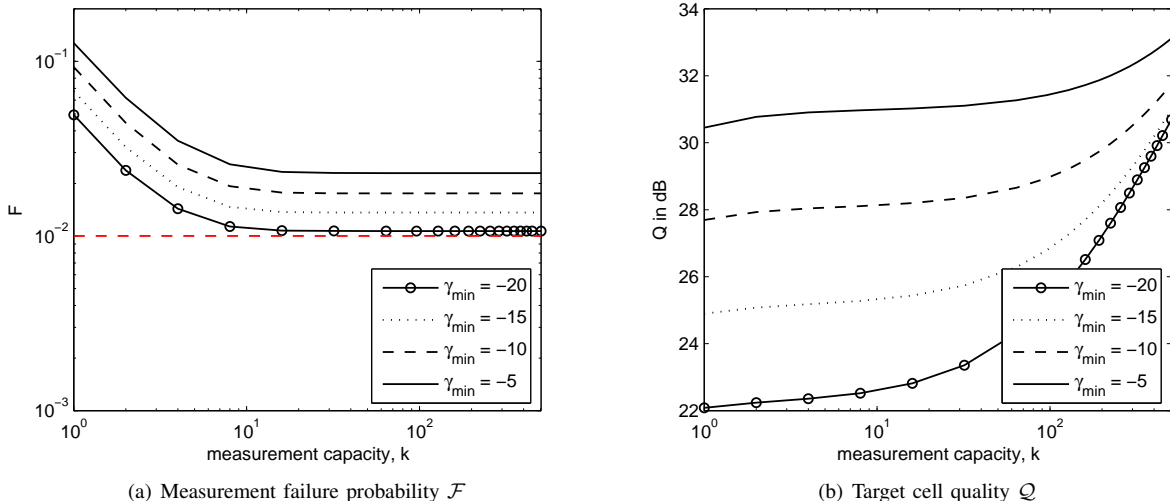 10^-1
10^-2
10^-3
F
10^0
10^1
10^2
measurement capacity, k
γ_min = −20
γ_min = −15
γ_min = −10
γ_min = −5
(a) Measurement failure probability ℱ
34
32
30
28
26
24
22
Q in dB
10^0
10^1
10^2
measurement capacity, k
γ_min = −20
γ_min = −15
γ_min = −10
γ_min = −5
(b) Target cell quality 𝒬